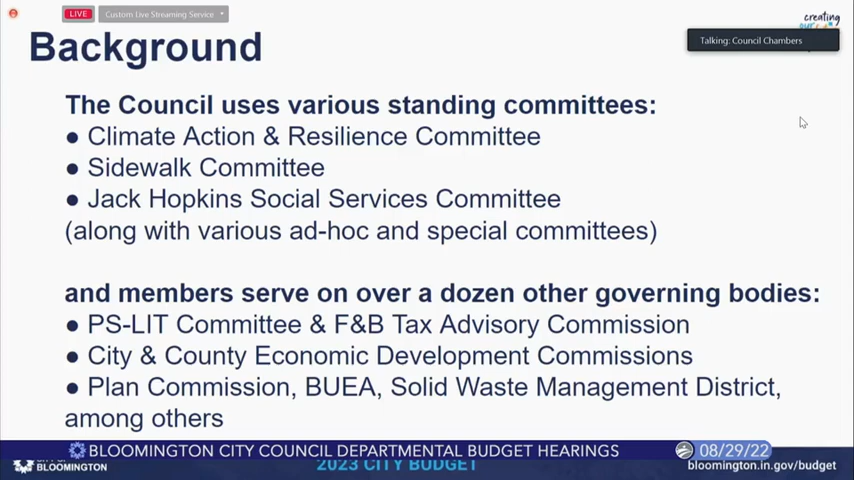 LIVE
Custom Live Streaming Service
creating
Talking: Council Chambers
Background
The Council uses various standing committees:
● Climate Action & Resilience Committee
● Sidewalk Committee
● Jack Hopkins Social Services Committee
(along with various ad-hoc and special committees)
and members serve on over a dozen other governing bodies:
● PS-LIT Committee & F&B Tax Advisory Commission
● City & County Economic Development Commissions
● Plan Commission, BUEA, Solid Waste Management District,
among others
BLOOMINGTON CITY COUNCIL DEPARTMENTAL BUDGET HEARINGS
08/29/22
BLOOMINGTON
2023 CITY BUDGET
bloomington.in.gov/budget